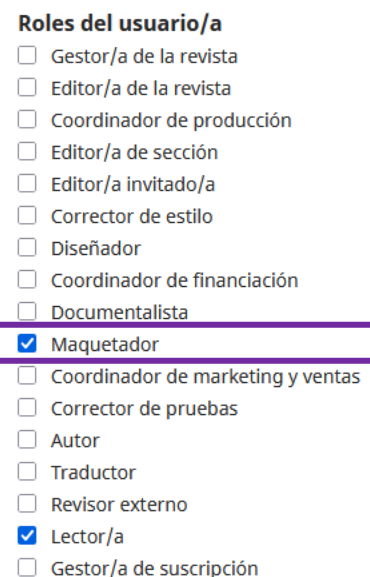 Roles del usuario/a
Gestor/a de la revista
Editor/a de la revista
Coordinador de producción
Editor/a de sección
Editor/a invitado/a
Corrector de estilo
Diseñador
Coordinador de financiación
Documentalista
Maquetador
Coordinador de marketing y ventas
Corrector de pruebas
Autor
Traductor
Revisor externo
Lector/a
Gestor/a de suscripción